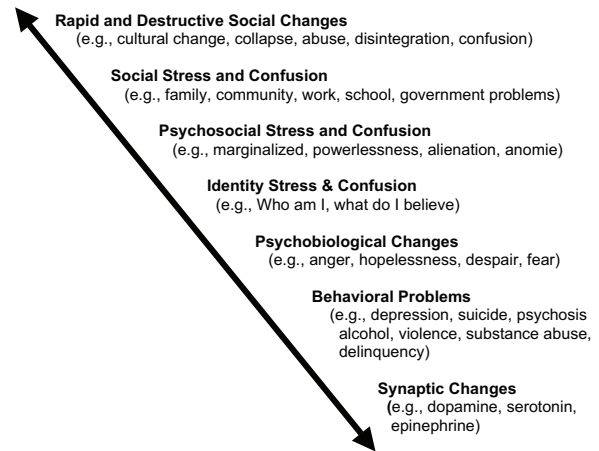 Rapid and Destructive Social Changes
(e.g., cultural change, collapse, abuse, disintegration, confusion)
Social Stress and Confusion
(e.g., family, community, work, school, government problems)
Psychosocial Stress and Confusion
(e.g., marginalized, powerlessness, alienation, anomie)
Identity Stress & Confusion
(e.g., Who am I, what do I believe)
Psychobiological Changes
(e.g., anger, hopelessness, despair, fear)
Behavioral Problems
(e.g., depression, suicide, psychosis
alcohol, violence, substance abuse,
delinquency)
Synaptic Changes
(e.g., dopamine, serotonin,
epinephrine)